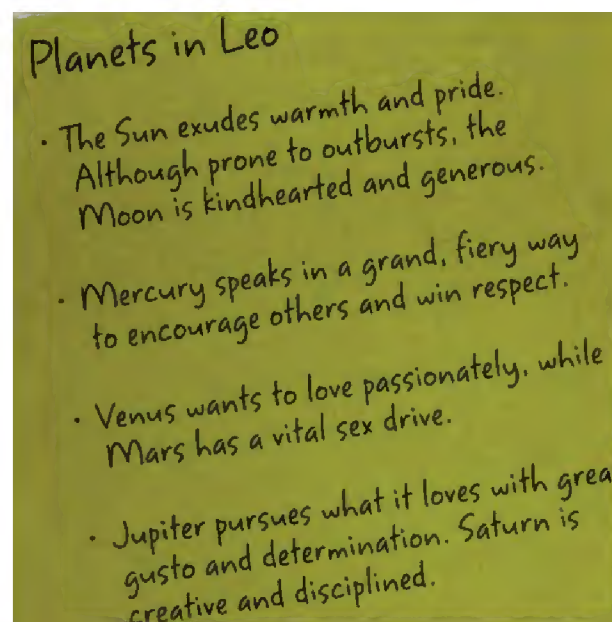 Planets in Leo
· The Sun exudes warmth and pride.
Although prone to outbursts, the
Moon is kindhearted and generous.
· Mercury speaks in a grand, fiery way
to encourage others and win respect.
· Venus wants to love passionately, while
Mars has a vital sex drive.
· Jupiter pursues what it loves with grea
gusto and determination. Saturn is
creative and disciplined.